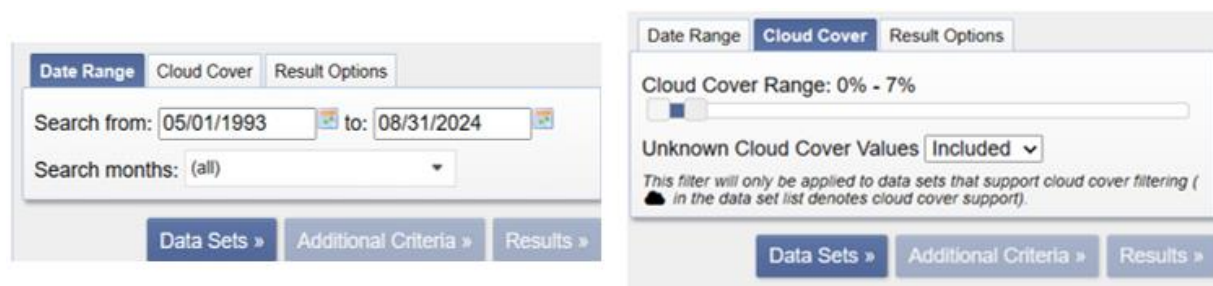 Date Range Cloud Cover Result Options
Search from: 05/01/1993 to: 08/31/2024
Search months: (all)
Data Sets » Additional Criteria » Results »
Date Range Cloud Cover Result Options
Cloud Cover Range: 0% - 7%
Unknown Cloud Cover Values Included
This filter will only be applied to data sets that support cloud cover filtering (
in the data set list denotes cloud cover support).
Data Sets » Additional Criteria » Results »